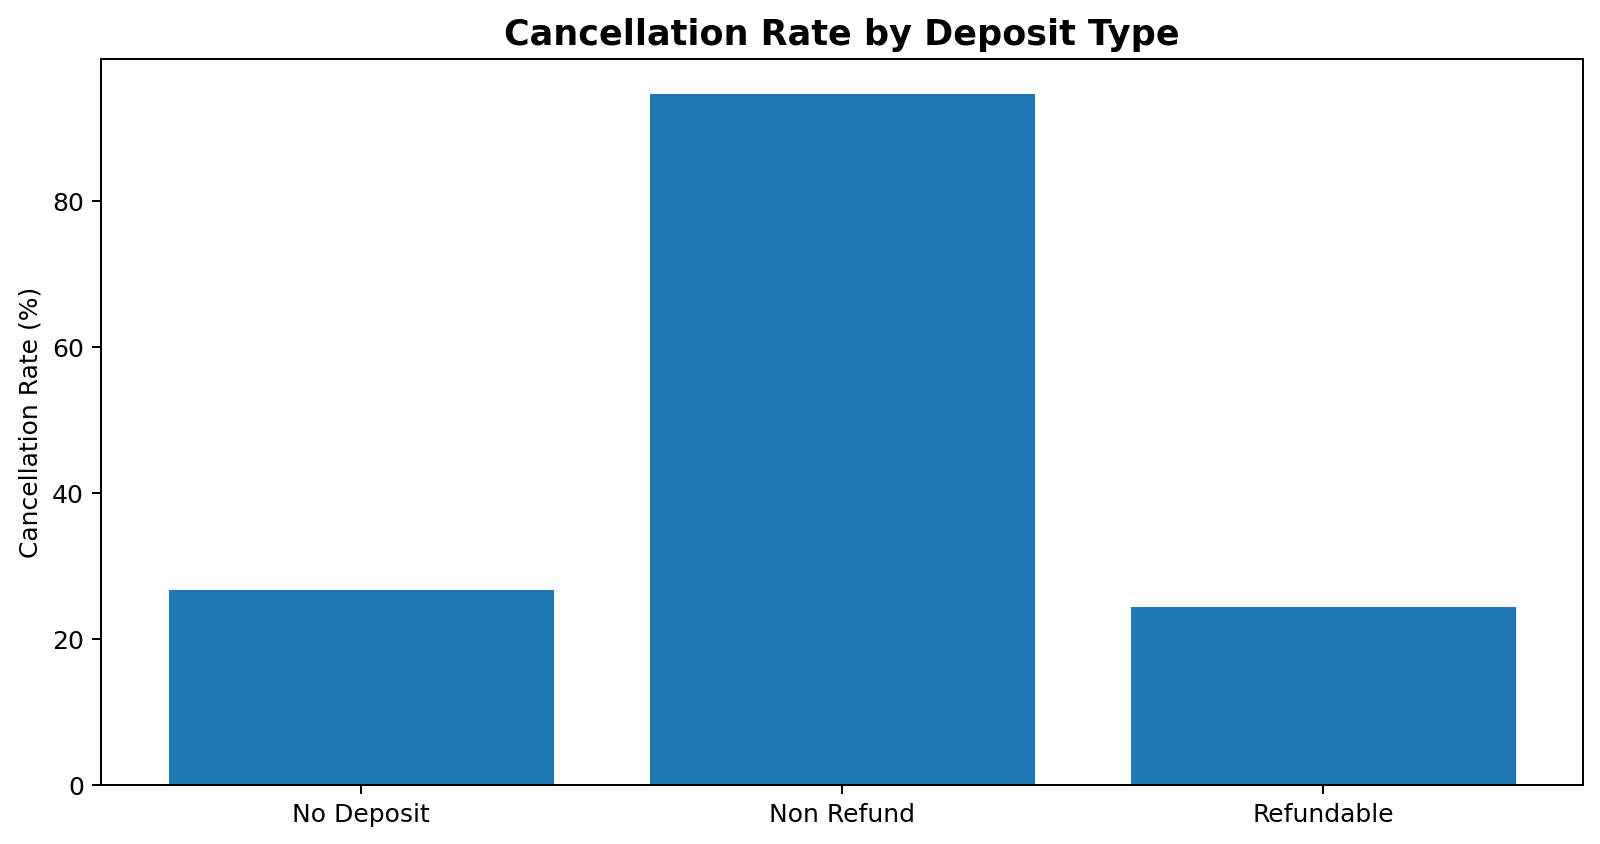 Cancellation Rate by Deposit Type
Cancellation Rate (%)
80
60
40
20
0
No Deposit
Non Refund
Refundable